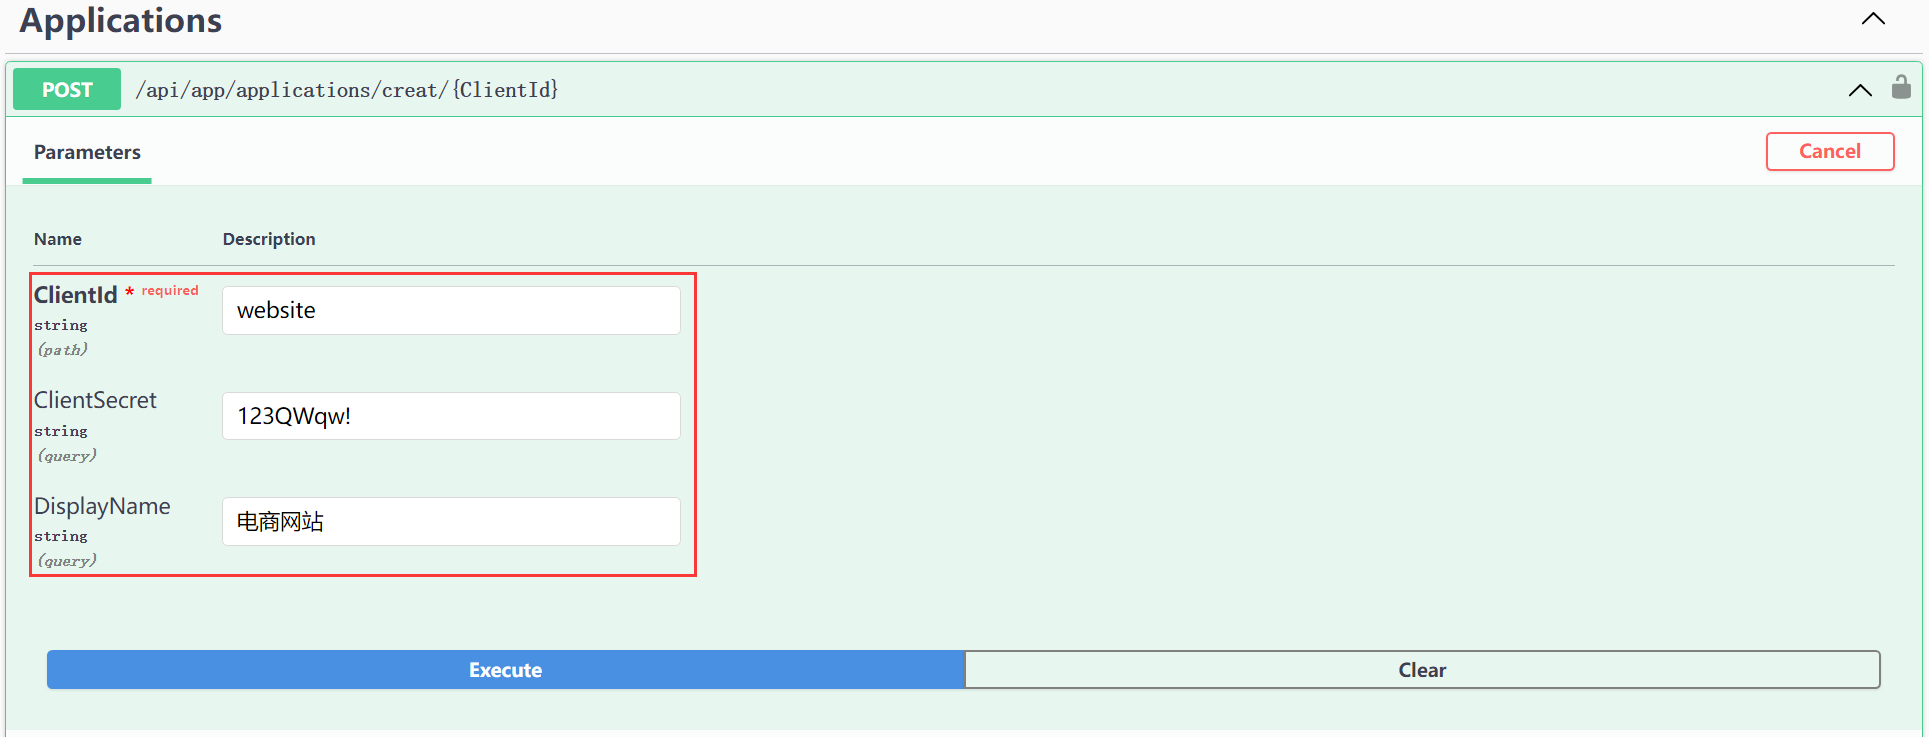 Applications
POST /api/app/applications/creat/{ClientId}
Parameters
Cancel
Name Description
ClientId * required
string
(path)
website
ClientSecret
string
(query)
123QWqw!
DisplayName
string
(query)
电商网站
Execute
Clear